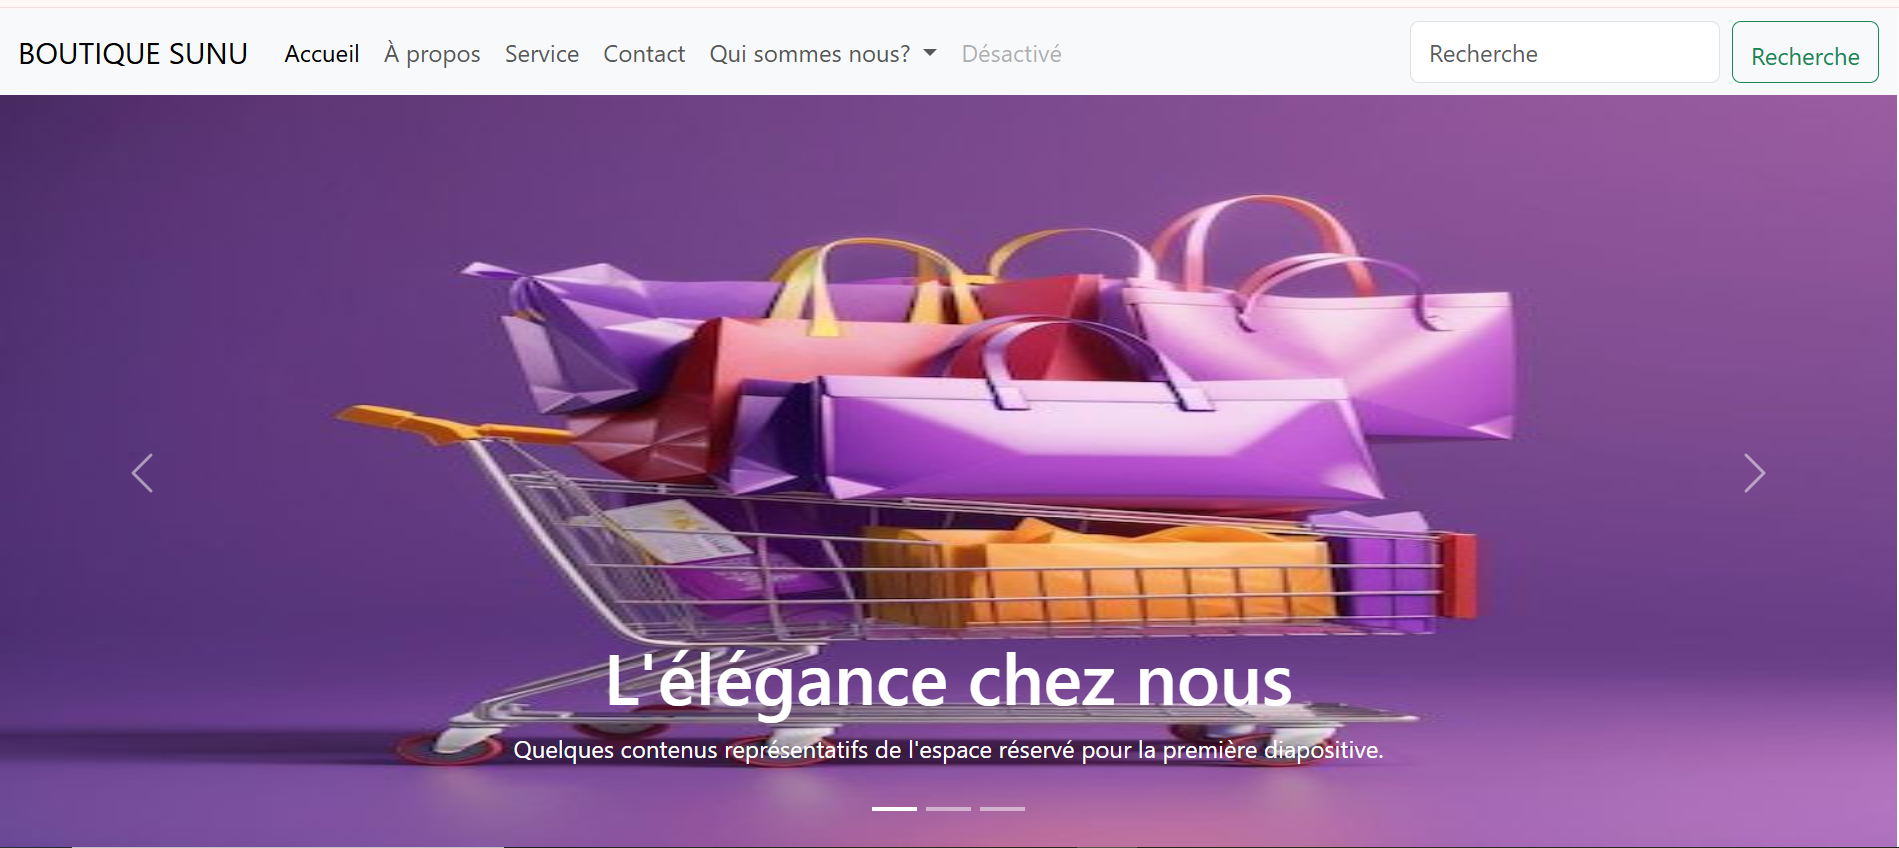 BOUTIQUE SUNU Accueil À propos Service Contact Qui sommes nous? Désactivé Recherche Recherche
L'élégance chez nous
Quelques contenus représentatifs de l'espace réservé pour la première diapositive.